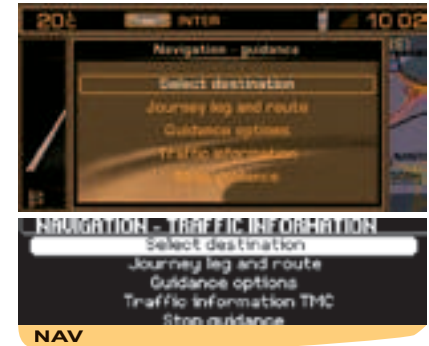 20°c INTER 10:02
Navigation - guidance
Select destination
Journey leg and route
Guidance options
Traffic information
guidance
NAVIGATION - TRAFFIC INFORMATION
Select destination
Journey leg and route
Guidance options
Traffic information TMC
Stop guidance
NAV